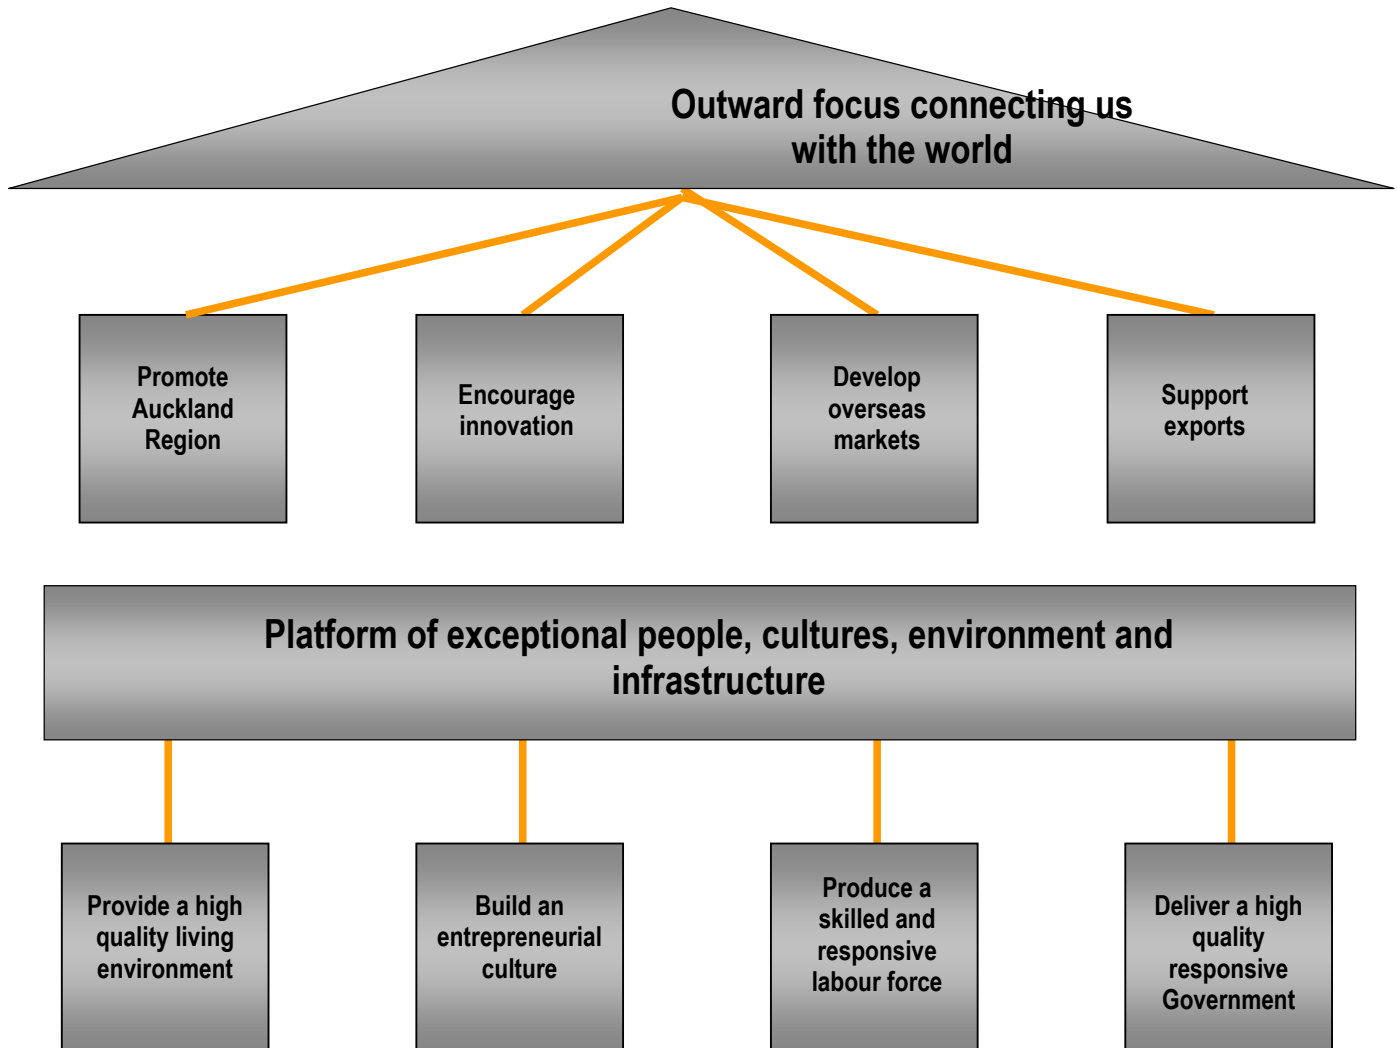 Outward focus connecting us
with the world
Promote
Auckland
Region
Encourage
innovation
Develop
overseas
markets
Support
exports
Platform of exceptional people, cultures, environment and
infrastructure
Provide a high
quality living
environment
Build an
entrepreneurial
culture
Produce a
skilled and
responsive
labour force
Deliver a high
quality
responsive
Government